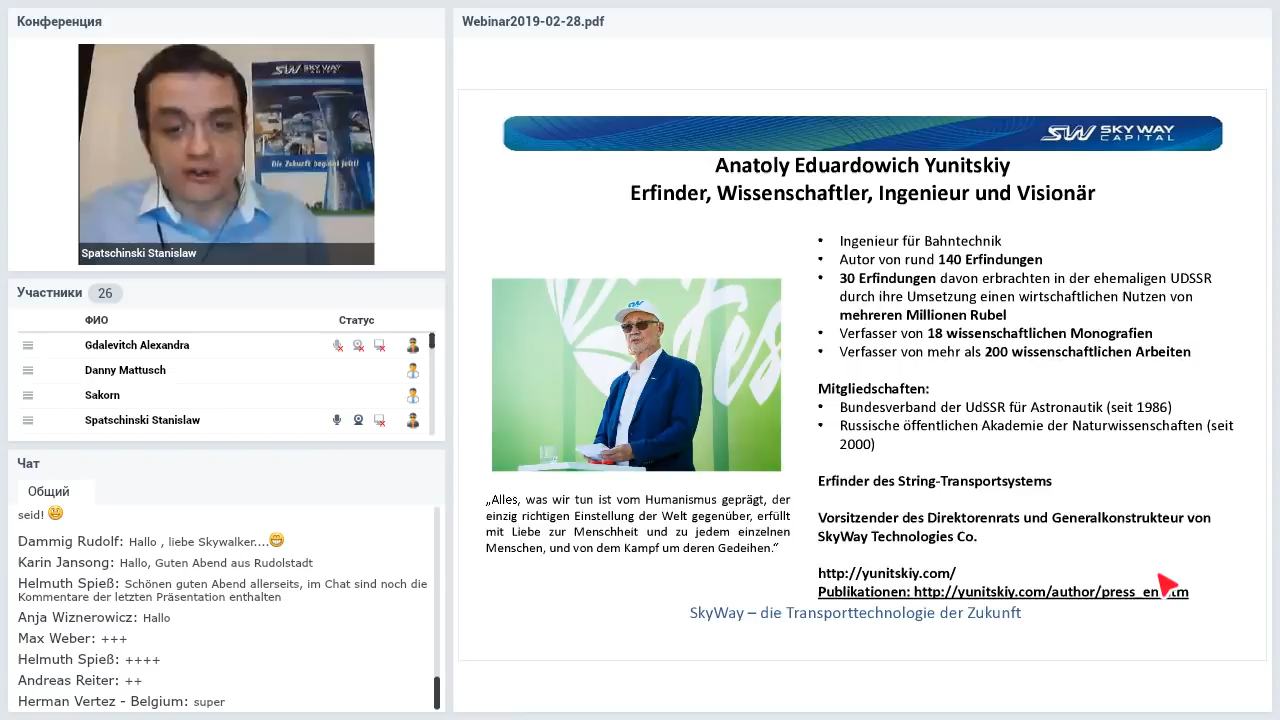 Конференция
SW SKY WAY
CAPITAL
Die Zukunft beginnt jetzt!
Spatschinski Stanislaw
Участники 26
ФИО Статус
Gdalevitch Alexandra
Danny Mattusch
Sakorn
Spatschinski Stanislaw
Чат
Общий
seid!
Dammig Rudolf: Hallo , liebe Skywalker....
Karin Jansong: Hallo, Guten Abend aus Rudolstadt
Helmuth Spieß: Schönen guten Abend allerseits, im Chat sind noch die
Kommentare der letzten Präsentation enthalten
Anja Wiznerowicz: Hallo
Max Weber: +++
Helmuth Spieß: ++++
Andreas Reiter: ++
Herman Vertez - Belgium: super
Webinar2019-02-28.pdf
SW SKY WAY
CAPITAL
Anatoly Eduardowich Yunitskiy
Erfinder, Wissenschaftler, Ingenieur und Visionär
• Ingenieur für Bahntechnik
• Autor von rund 140 Erfindungen
• 30 Erfindungen davon erbrachten in der ehemaligen UDSSR
durch ihre Umsetzung einen wirtschaftlichen Nutzen von
mehreren Millionen Rubel
• Verfasser von 18 wissenschaftlichen Monografien
• Verfasser von mehr als 200 wissenschaftlichen Arbeiten
Mitgliedschaften:
• Bundesverband der UdSSR für Astronautik (seit 1986)
• Russische öffentlichen Akademie der Naturwissenschaften (seit
2000)
Erfinder des String-Transportsystems
Vorsitzender des Direktorenrats und Generalkonstrukteur von
SkyWay Technologies Co.
http://yunitskiy.com/
Publikationen: http://yunitskiy.com/author/press_en
„Alles, was wir tun ist vom Humanismus geprägt, der
einzig richtigen Einstellung der Welt gegenüber, erfüllt
mit Liebe zur Menschheit und zu jedem einzelnen
Menschen, und von dem Kampf um deren Gedeihen.“
SkyWay – die Transporttechnologie der Zukunft